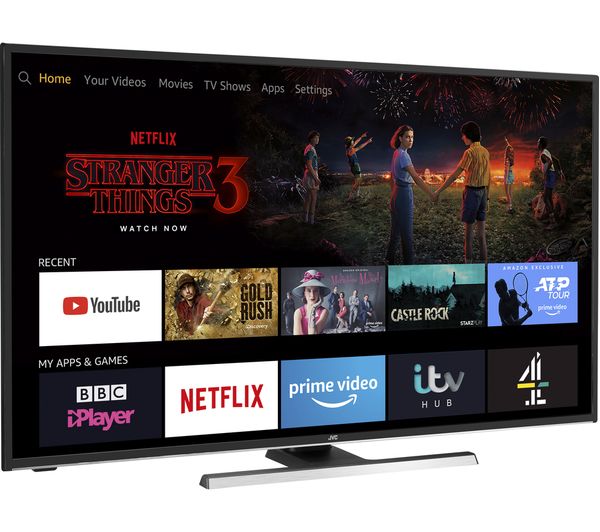 Home Your Videos Movies TV Shows Apps Settings
NETFLIX
STRANGER
THINGS 3
WATCH NOW
RECENT
YouTube
GOLD
RUSH
Discovery
CASTLE ROCK
STARZPLAY
AMAZON EXCLUSIVE
ATP
TOUR
prime video
MY APPS & GAMES
BBC
iPlayer
NETFLIX
prime video
itv
HUB
4
JVC